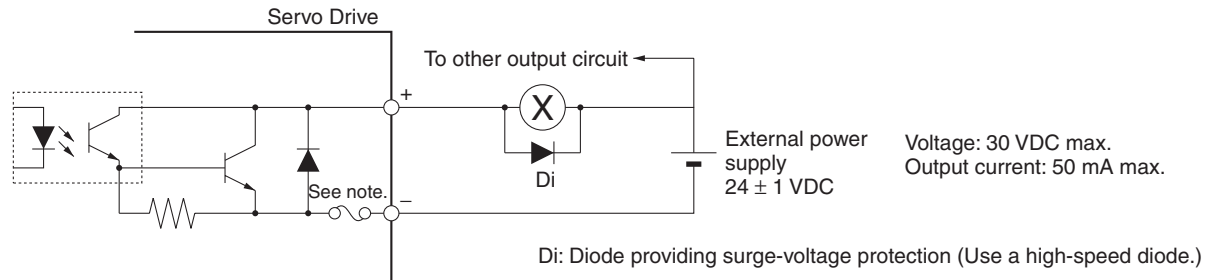 Servo Drive
To other output circuit
+
X
Di
See note.
−
External power
supply
24 ± 1 VDC
Voltage: 30 VDC max.
Output current: 50 mA max.
Di: Diode providing surge-voltage protection (Use a high-speed diode.)